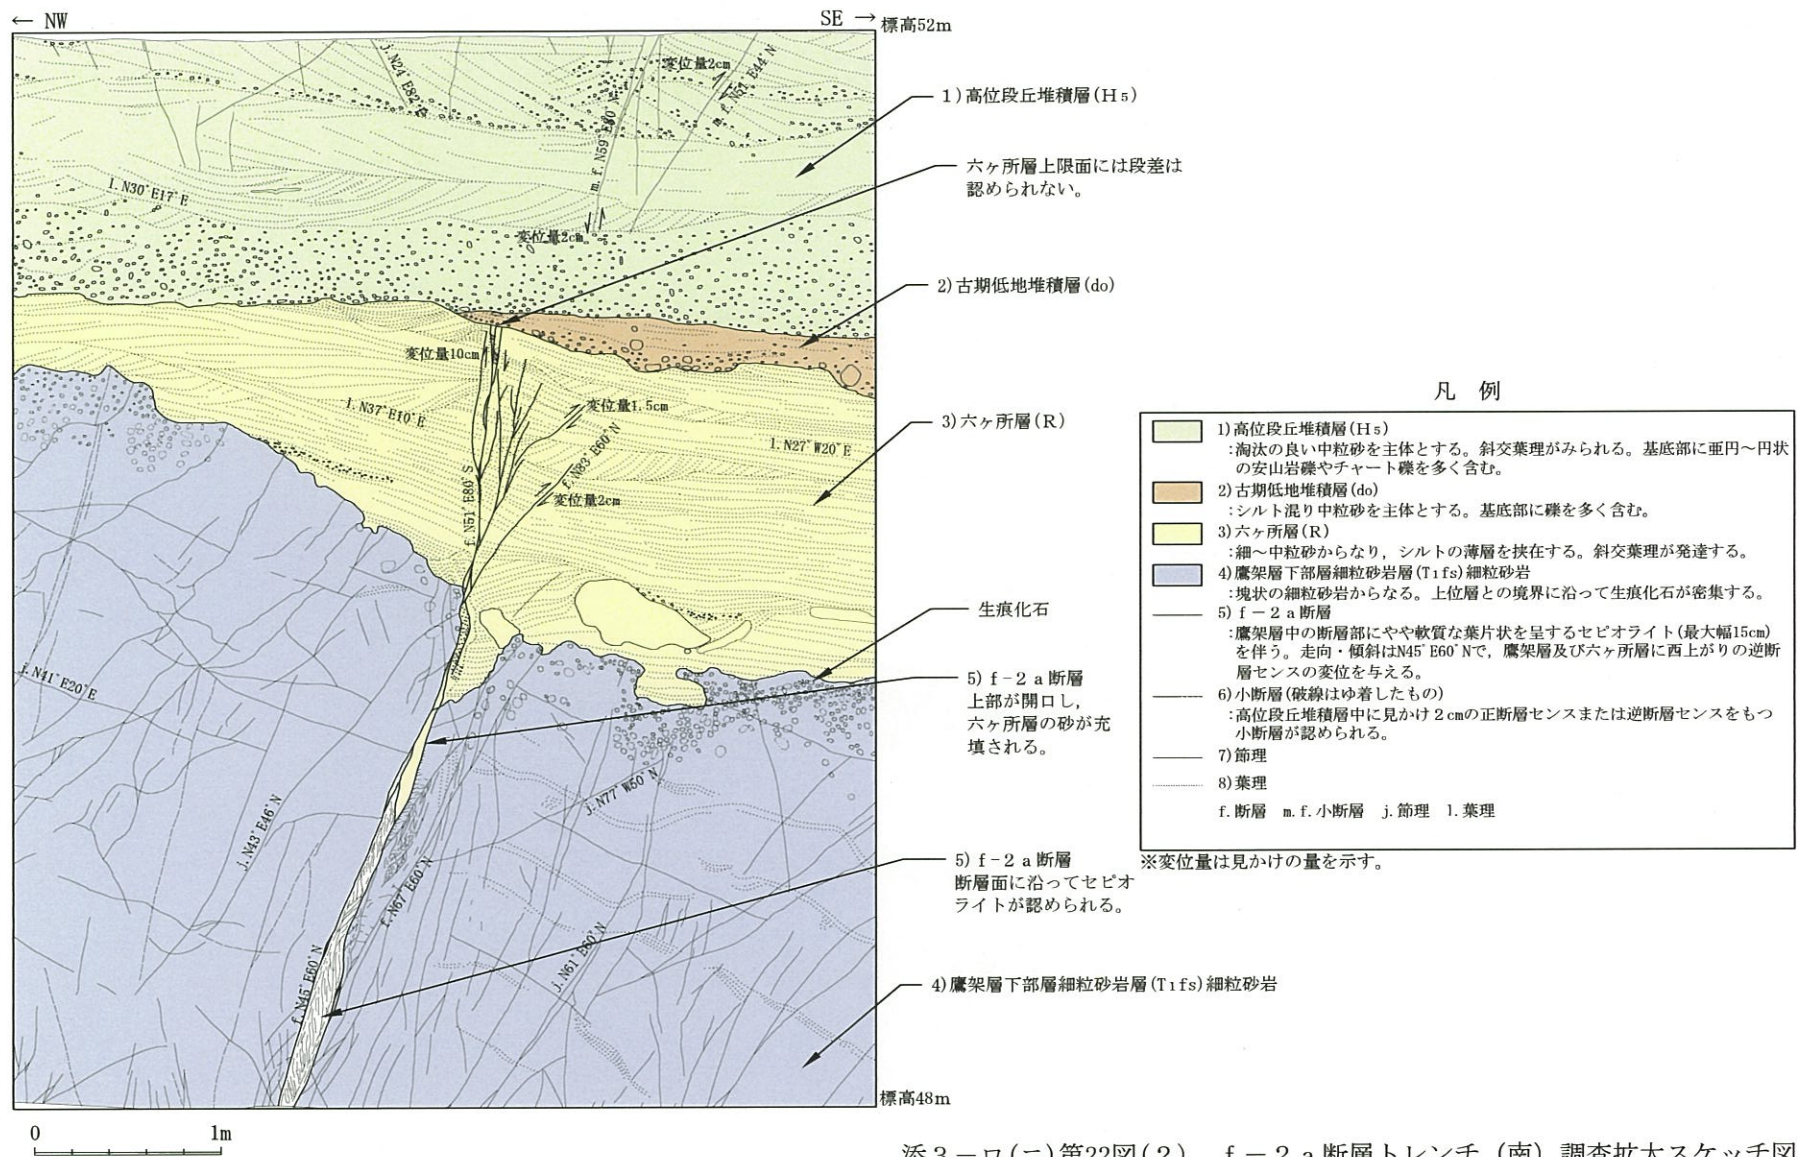 ← NW
SE →
標高52m
j.N24°E82°E
変位量2cm
m.f.N51°E44°N
m.f.N59°E80°N
l.N30°E17°E
変位量2cm
変位量10cm
変位量1.5cm
l.N37°E10°E
l.N27°W20°E
f.N83°E60°N
f.N51°E80°S
変位量2cm
j.N41°E20°E
j.N77°W50°N
j.N43°E46°N
f.N67°E60°N
f.N45°E60°N
j.N61°E60°N
標高48m
0 1m
1)高位段丘堆積層(H5)
六ヶ所層上限面には段差は
認められない。
2)古期低地堆積層(do)
3)六ヶ所層(R)
生痕化石
5) f-2a断層
上部が開口し,
六ヶ所層の砂が充
填される。
5) f-2a断層
断層面に沿ってセピオ
ライトが認められる。
4)鷹架層下部層細粒砂岩層(T1fs)細粒砂岩
凡 例
1)高位段丘堆積層(H5)
:淘汰の良い中粒砂を主体とする。斜交葉理がみられる。基底部に亜円~円状
の安山岩礫やチャート礫を多く含む。
2)古期低地堆積層(do)
:シルト混り中粒砂を主体とする。基底部に礫を多く含む。
3)六ヶ所層(R)
:細~中粒砂からなり,シルトの薄層を挟在する。斜交葉理が発達する。
4)鷹架層下部層細粒砂岩層(T1fs)細粒砂岩
:塊状の細粒砂岩からなる。上位層との境界に沿って生痕化石が密集する。
5) f-2a断層
:鷹架層中の断層部にやや軟質な葉片状を呈するセピオライト(最大幅15cm)
を伴う。走向・傾斜はN45°E60°Nで,鷹架層及び六ヶ所層に西上がりの逆断
層センスの変位を与える。
6)小断層(破線はゆ着したもの)
:高位段丘堆積層中に見かけ2cmの正断層センスまたは逆断層センスをもつ
小断層が認められる。
7)節理
8)葉理
f.断層 m.f.小断層 j.節理 l.葉理
※変位量は見かけの量を示す。
添3-ロ(ニ)第22図(2) f-2a断層トレンチ(南)調査拡大スケッチ図